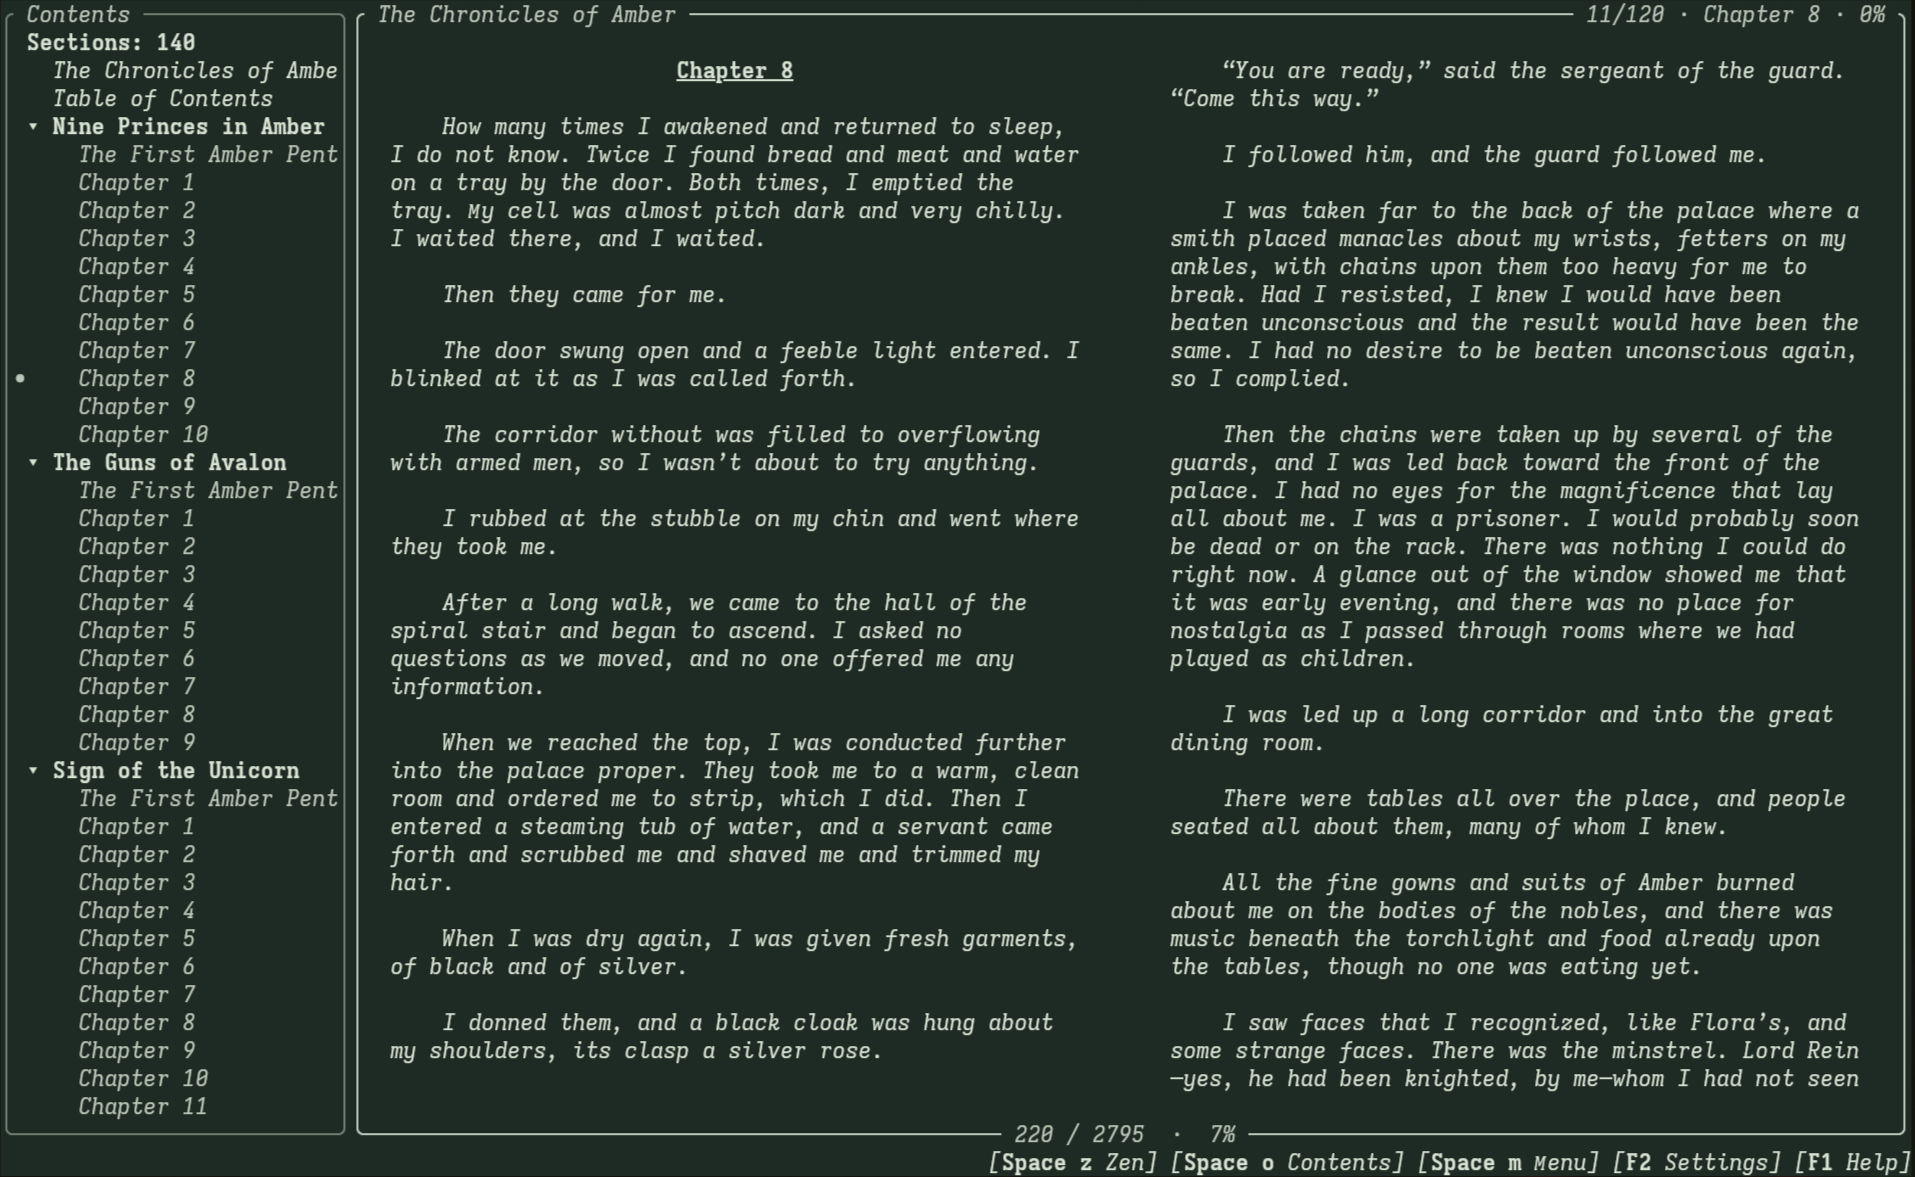 Contents
Sections: 140
The Chronicles of Ambe
Table of Contents
▾ Nine Princes in Amber
The First Amber Pent
Chapter 1
Chapter 2
Chapter 3
Chapter 4
Chapter 5
Chapter 6
Chapter 7
• Chapter 8
Chapter 9
Chapter 10
▾ The Guns of Avalon
The First Amber Pent
Chapter 1
Chapter 2
Chapter 3
Chapter 4
Chapter 5
Chapter 6
Chapter 7
Chapter 8
Chapter 9
▾ Sign of the Unicorn
The First Amber Pent
Chapter 1
Chapter 2
Chapter 3
Chapter 4
Chapter 5
Chapter 6
Chapter 7
Chapter 8
Chapter 9
Chapter 10
Chapter 11
The Chronicles of Amber
11/120 · Chapter 8 · 0%
Chapter 8
How many times I awakened and returned to sleep,
I do not know. Twice I found bread and meat and water
on a tray by the door. Both times, I emptied the
tray. My cell was almost pitch dark and very chilly.
I waited there, and I waited.
Then they came for me.
The door swung open and a feeble light entered. I
blinked at it as I was called forth.
The corridor without was filled to overflowing
with armed men, so I wasn’t about to try anything.
I rubbed at the stubble on my chin and went where
they took me.
After a long walk, we came to the hall of the
spiral stair and began to ascend. I asked no
questions as we moved, and no one offered me any
information.
When we reached the top, I was conducted further
into the palace proper. They took me to a warm, clean
room and ordered me to strip, which I did. Then I
entered a steaming tub of water, and a servant came
forth and scrubbed me and shaved me and trimmed my
hair.
When I was dry again, I was given fresh garments,
of black and of silver.
I donned them, and a black cloak was hung about
my shoulders, its clasp a silver rose.
“You are ready,” said the sergeant of the guard.
“Come this way.”
I followed him, and the guard followed me.
I was taken far to the back of the palace where a
smith placed manacles about my wrists, fetters on my
ankles, with chains upon them too heavy for me to
break. Had I resisted, I knew I would have been
beaten unconscious and the result would have been the
same. I had no desire to be beaten unconscious again,
so I complied.
Then the chains were taken up by several of the
guards, and I was led back toward the front of the
palace. I had no eyes for the magnificence that lay
all about me. I was a prisoner. I would probably soon
be dead or on the rack. There was nothing I could do
right now. A glance out of the window showed me that
it was early evening, and there was no place for
nostalgia as I passed through rooms where we had
played as children.
I was led up a long corridor and into the great
dining room.
There were tables all over the place, and people
seated all about them, many of whom I knew.
All the fine gowns and suits of Amber burned
about me on the bodies of the nobles, and there was
music beneath the torchlight and food already upon
the tables, though no one was eating yet.
I saw faces that I recognized, like Flora’s, and
some strange faces. There was the minstrel. Lord Rein
—yes, he had been knighted, by me—whom I had not seen
220 / 2795 · 7%
[Space z Zen] [Space o Contents] [Space m Menu] [F2 Settings] [F1 Help]